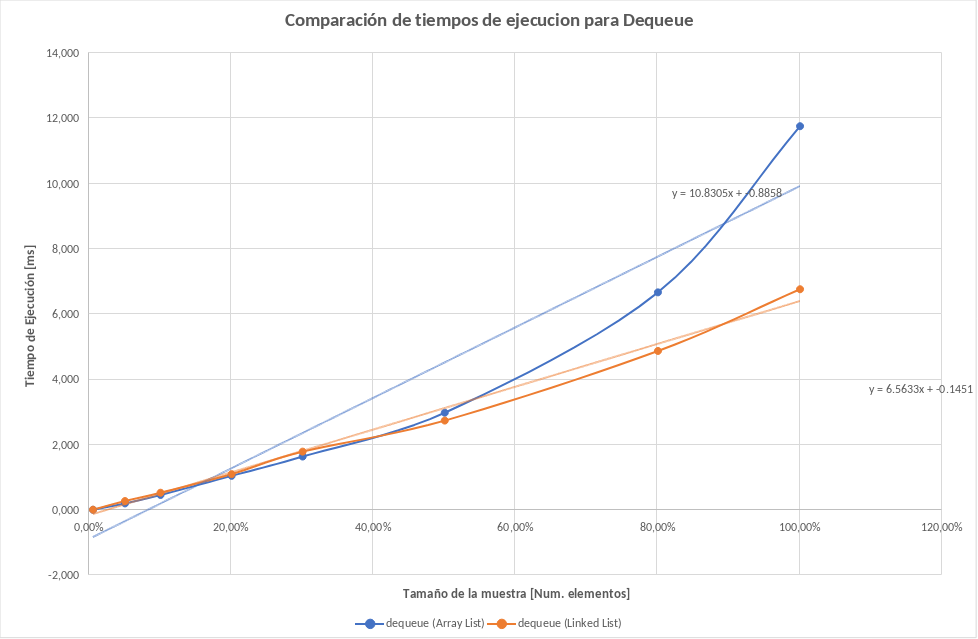 Comparación de tiempos de ejecucion para Dequeue
14,000
12,000
10,000
8,000
6,000
4,000
2,000
0,000
-2,000
Tiempo de Ejecución [ms]
y = 10.8305x + -0.8858
y = 6.5633x + -0.1451
0,00% 20,00% 40,00% 60,00% 80,00% 100,00% 120,00%
Tamaño de la muestra [Num. elementos]
dequeue (Array List) dequeue (Linked List)